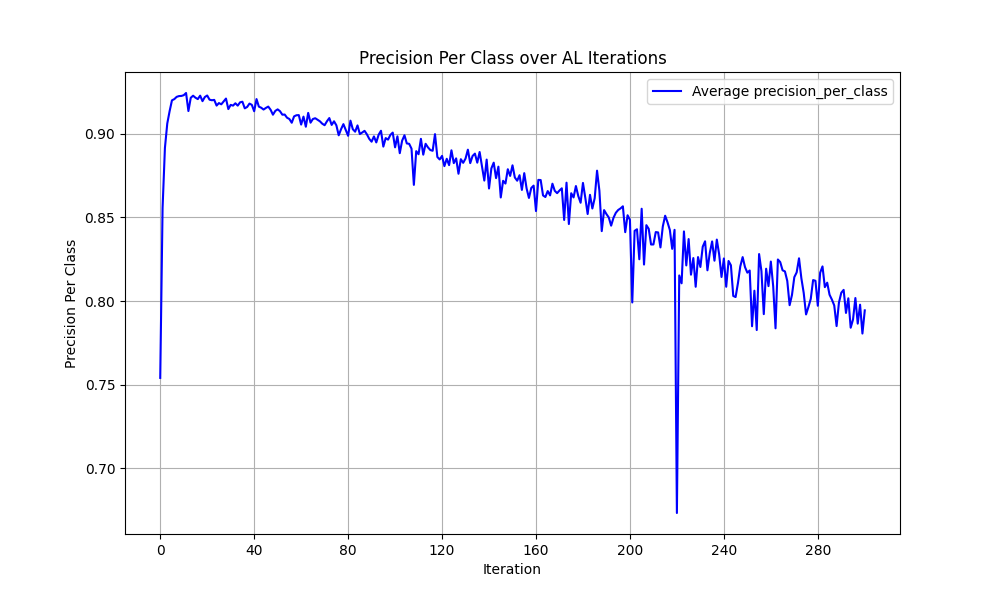 Precision Per Class over AL Iterations
Average precision_per_class
Precision Per Class
0.90
0.85
0.80
0.75
0.70
0 40 80 120 160 200 240 280
Iteration